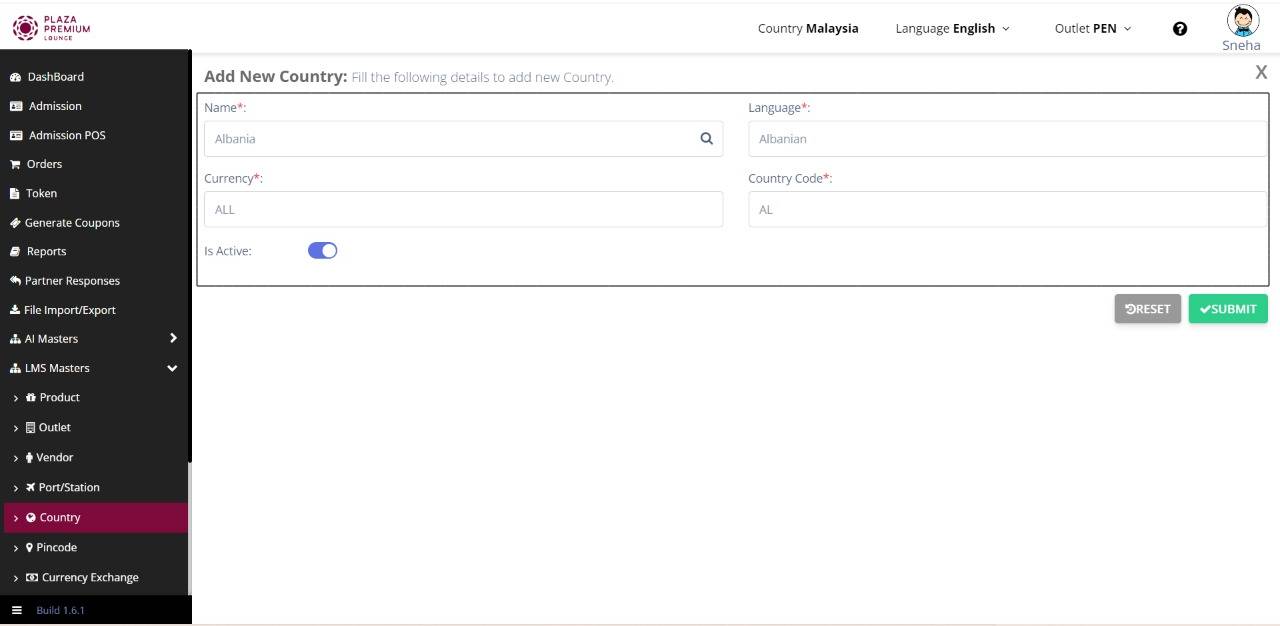 PLAZA
PREMIUM
LOUNGE
Country Malaysia
Language English
Outlet PEN
Sneha
DashBoard
Admission
Admission POS
Orders
Token
Generate Coupons
Reports
Partner Responses
File Import/Export
AI Masters
LMS Masters
Product
Outlet
Vendor
Port/Station
Country
Pincode
Currency Exchange
Build 1.6.1
Add New Country: Fill the following details to add new Country.
X
Name*:
Albania
Language*:
Albanian
Currency*:
ALL
Country Code*:
AL
Is Active:
RESET
SUBMIT